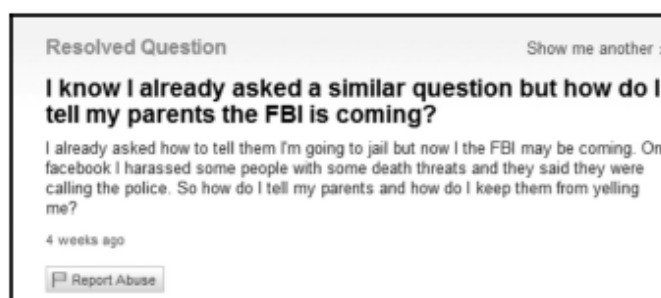 Resolved Question
Show me another
I know I already asked a similar question but how do I
tell my parents the FBI is coming?
I already asked how to tell them I'm going to jail but now I the FBI may be coming. On
facebook I harassed some people with some death threats and they said they were
calling the police. So how do I tell my parents and how do I keep them from yelling
me?
4 weeks ago
Report Abuse